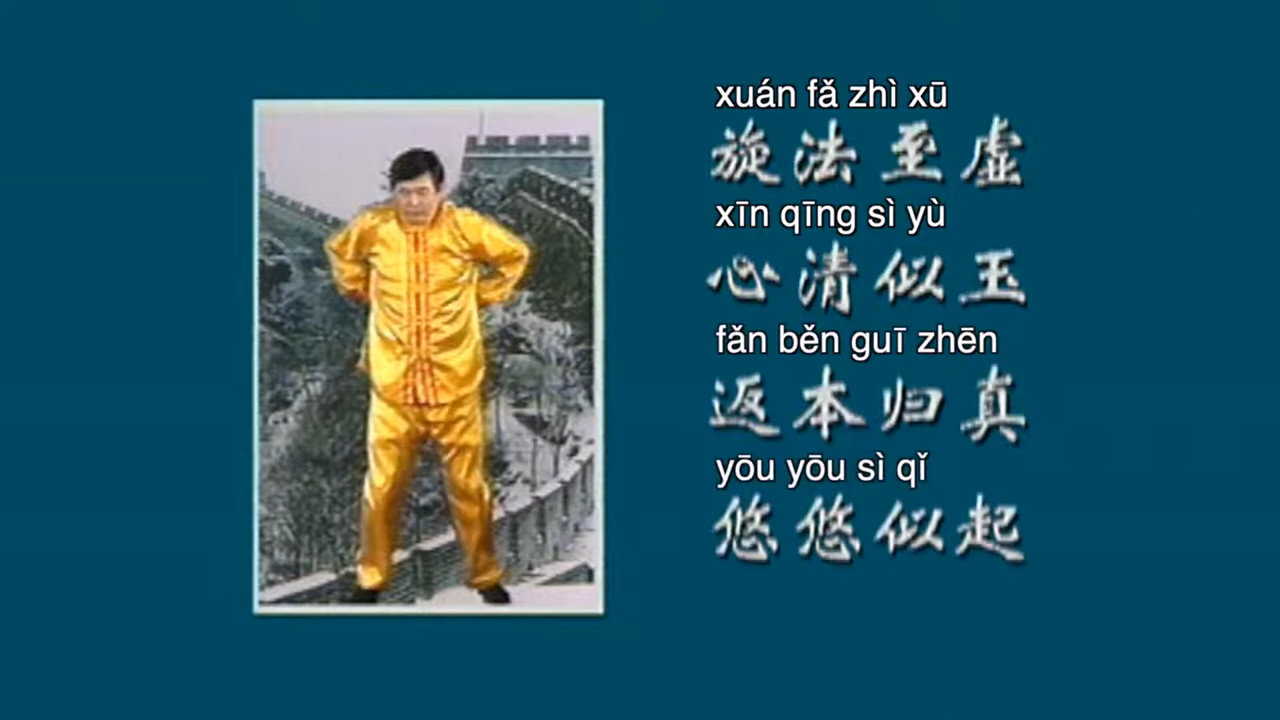 xuán fǎ zhì xū
旋法至虚
xīn qīng sì yù
心清似玉
fǎn běn guī zhēn
返本归真
yōu yōu sì qǐ
悠悠似起